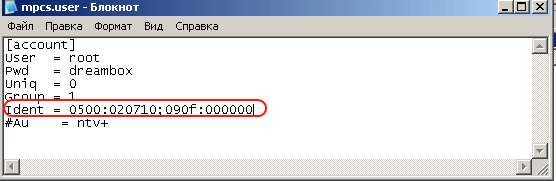 mpcs.user - Блокнот
Файл Правка Формат Вид Справка
[account]
User = root
Pwd = dreambox
Uniq = 0
Group = 1
Ident = 0500:020710;090f:000000
#Au = ntv+